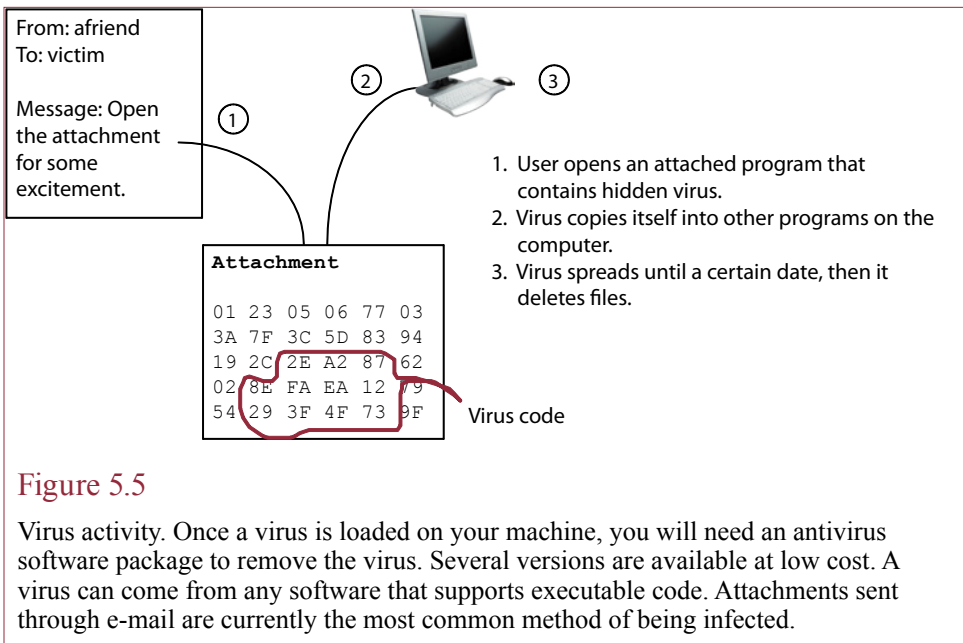 From: afriend
To: victim
Message: Open
the attachment
for some
excitement.
1
2
3
1. User opens an attached program that
contains hidden virus.
2. Virus copies itself into other programs on the
computer.
3. Virus spreads until a certain date, then it
deletes files.
Attachment
01 23 05 06 77 03
3A 7F 3C 5D 83 94
19 2C 2E A2 87 62
02 8E FA EA 12 79
54 29 3F 4F 73 9F
Virus code
Figure 5.5
Virus activity. Once a virus is loaded on your machine, you will need an antivirus
software package to remove the virus. Several versions are available at low cost. A
virus can come from any software that supports executable code. Attachments sent
through e-mail are currently the most common method of being infected.